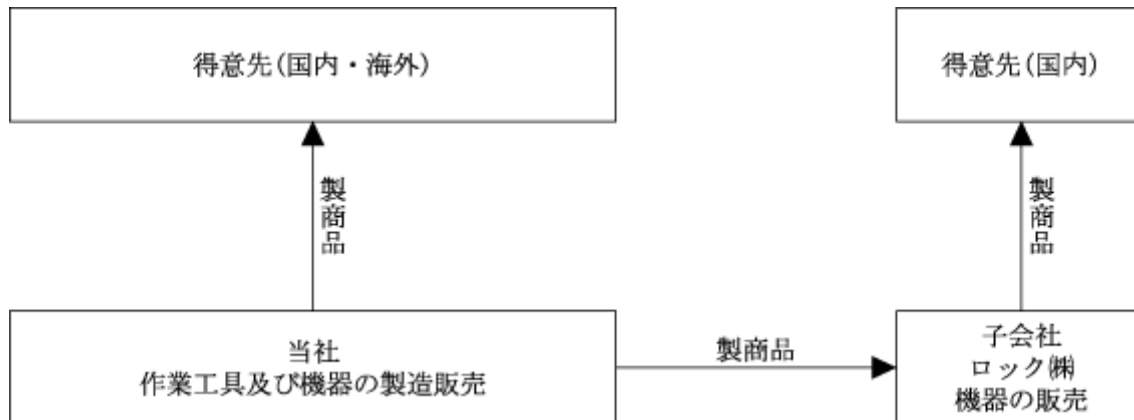 得意先(国内・海外)
得意先(国内)
製商品
製商品
当社
作業工具及び機器の製造販売
製商品
子会社
ロック㈱
機器の販売